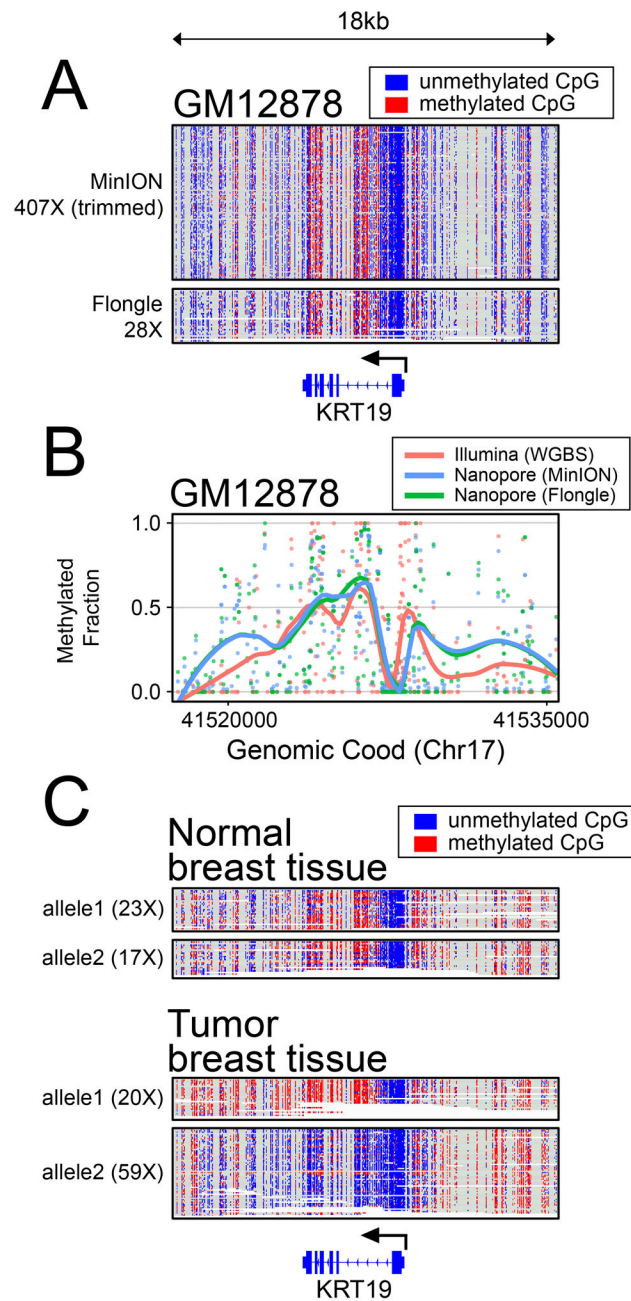 18kb
A
unmethylated CpG
methylated CpG
GM12878
MinION
407X (trimmed)
Flongle
28X
KRT19
B
Illumina (WGBS)
Nanopore (MinION)
Nanopore (Flongle)
GM12878
Methylated
Fraction
1.0
0.5
0.0
41520000
41535000
Genomic Cood (Chr17)
C
unmethylated CpG
methylated CpG
Normal
breast tissue
allele1 (23X)
allele2 (17X)
Tumor
breast tissue
allele1 (20X)
allele2 (59X)
KRT19